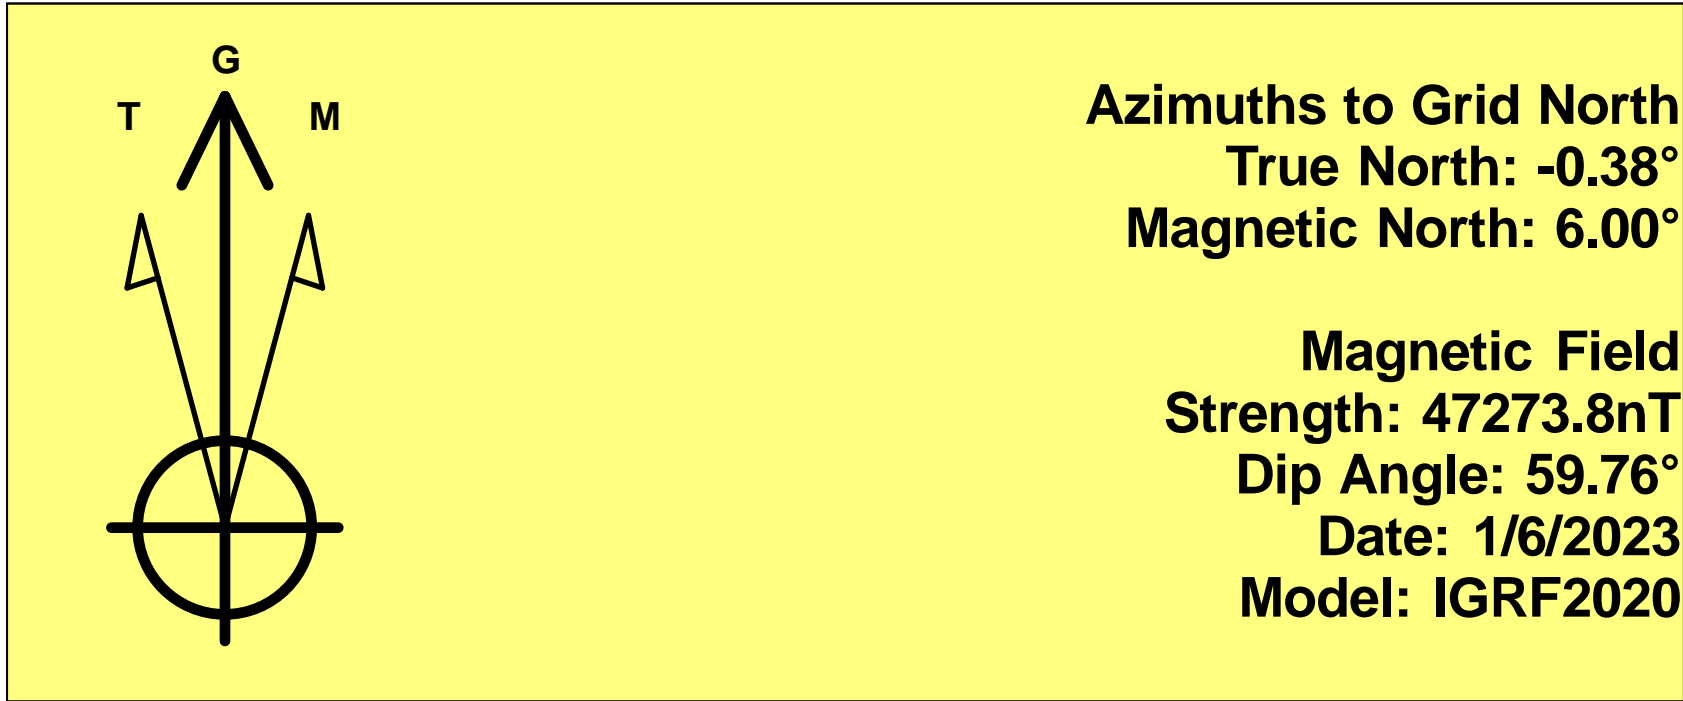 G
T M
Azimuths to Grid North
True North: -0.38°
Magnetic North: 6.00°
Magnetic Field
Strength: 47273.8nT
Dip Angle: 59.76°
Date: 1/6/2023
Model: IGRF2020